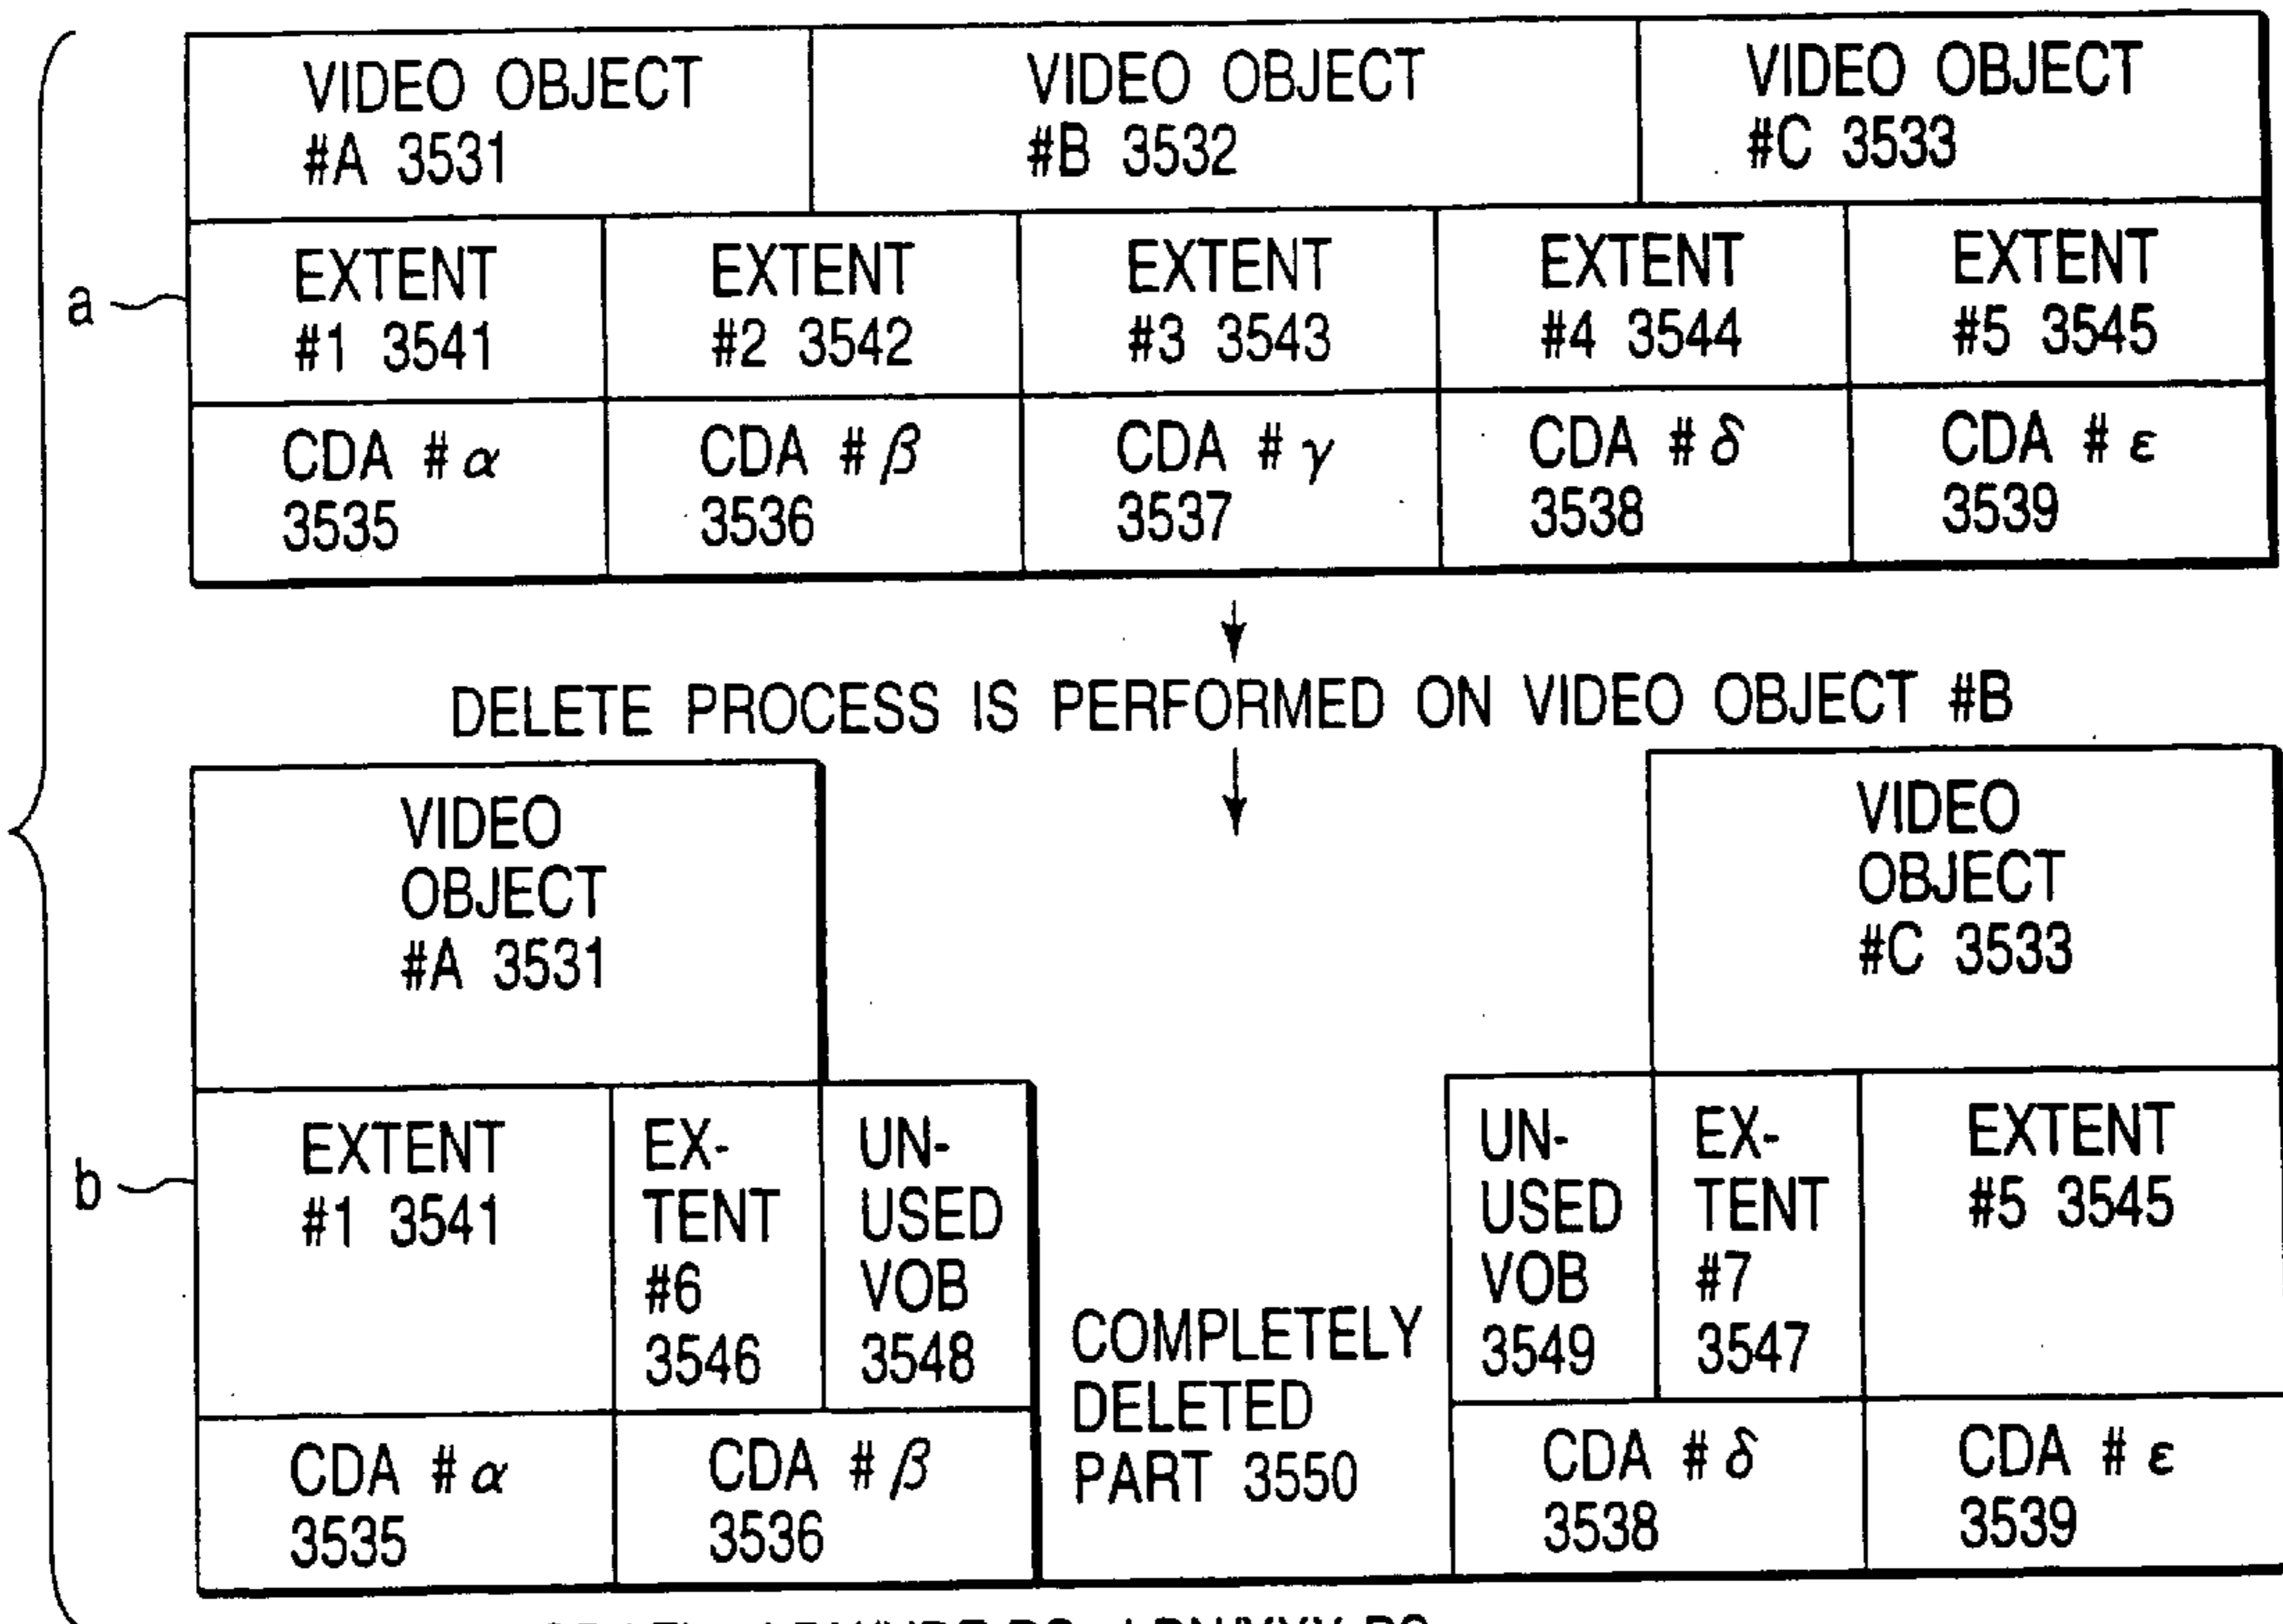 VIDEO OBJECT
#A 3531
VIDEO OBJECT
#B 3532
VIDEO OBJECT
#C 3533
a
EXTENT
#1 3541
EXTENT
#2 3542
EXTENT
#3 3543
EXTENT
#4 3544
EXTENT
#5 3545
CDA #α
3535
CDA #β
3536
CDA #γ
3537
CDA #δ
3538
CDA #ε
3539
DELETE PROCESS IS PERFORMED ON VIDEO OBJECT #B
VIDEO
OBJECT
#A 3531
VIDEO
OBJECT
#C 3533
b
EXTENT
#1 3541
EX-
TENT
#6
3546
UN-
USED
VOB
3548
COMPLETELY
DELETED
PART 3550
UN-
USED
VOB
3549
EX-
TENT
#7
3547
EXTENT
#5 3545
CDA #α
3535
CDA #β
3536
CDA #δ
3538
CDA #ε
3539